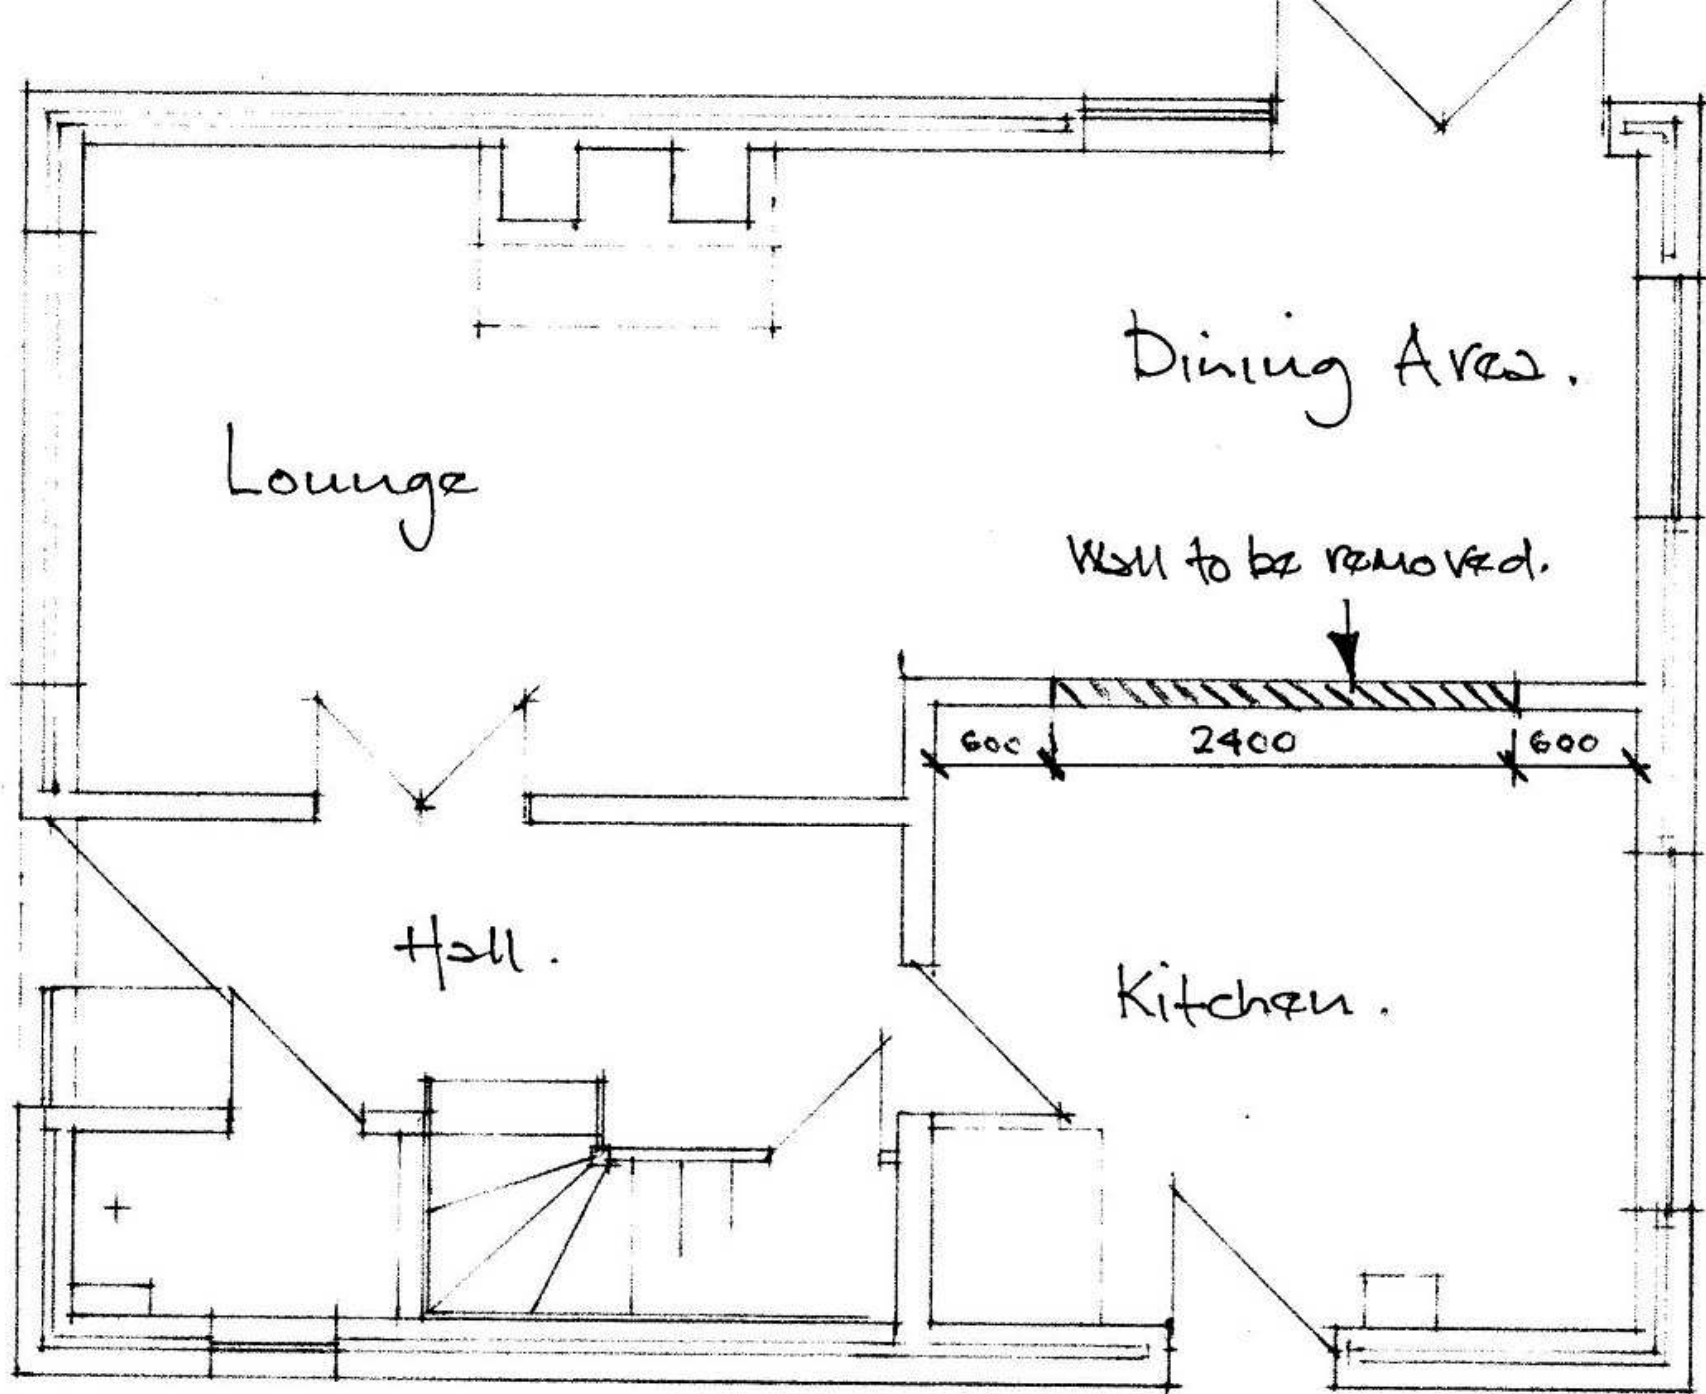 Dining Area.
Lounge
Wall to be removed.
600 2400 600
Hall.
Kitchen.